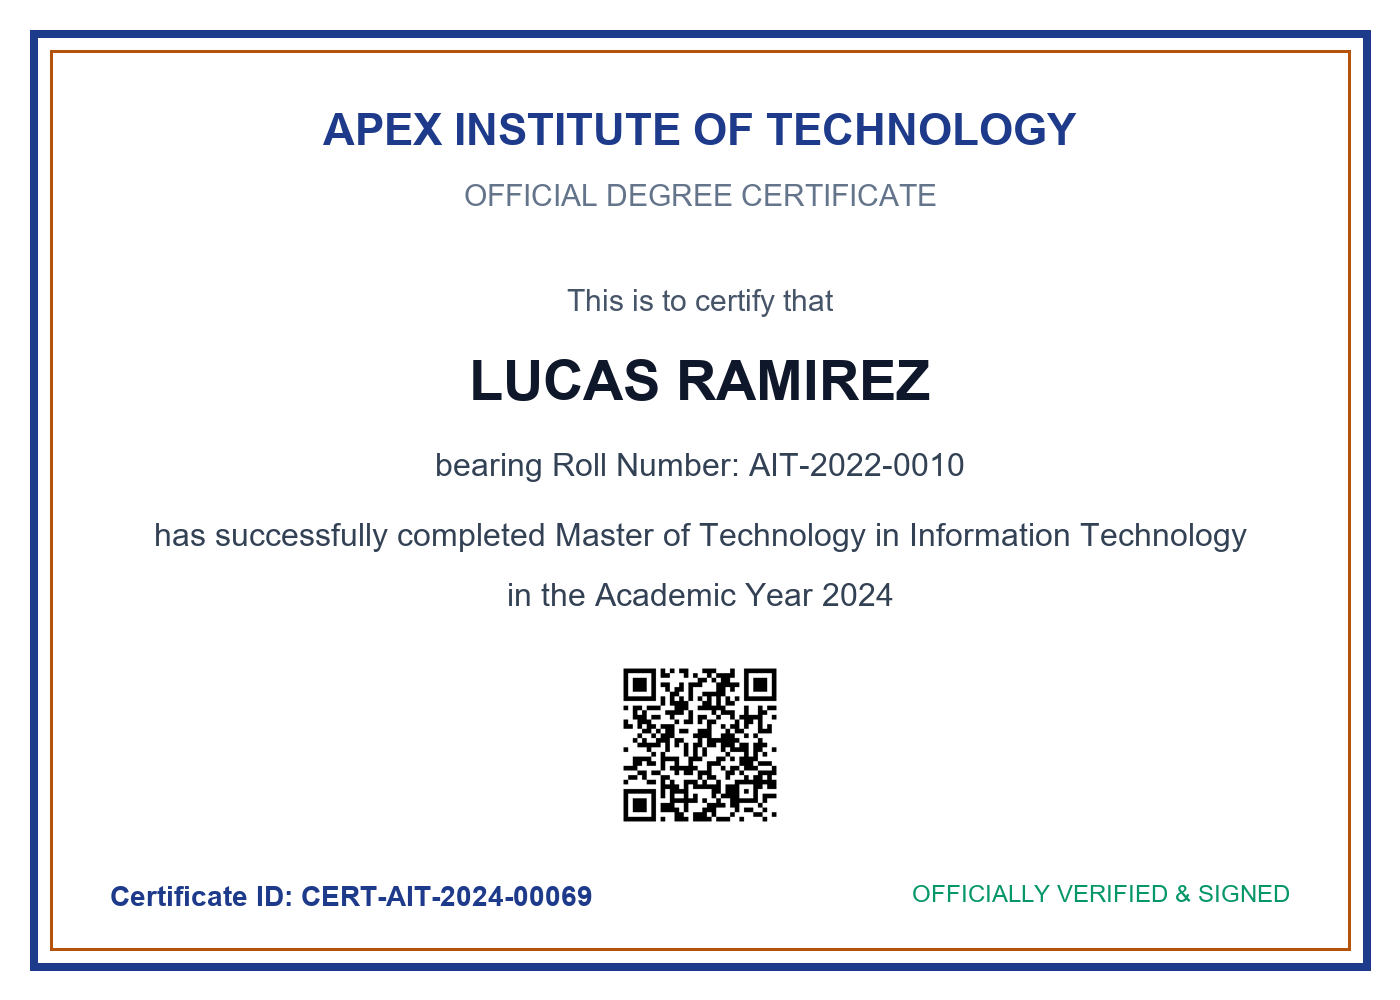 APEX INSTITUTE OF TECHNOLOGY
OFFICIAL DEGREE CERTIFICATE
This is to certify that
LUCAS RAMIREZ
bearing Roll Number: AIT-2022-0010
has successfully completed Master of Technology in Information Technology
in the Academic Year 2024
Certificate ID: CERT-AIT-2024-00069
OFFICIALLY VERIFIED & SIGNED